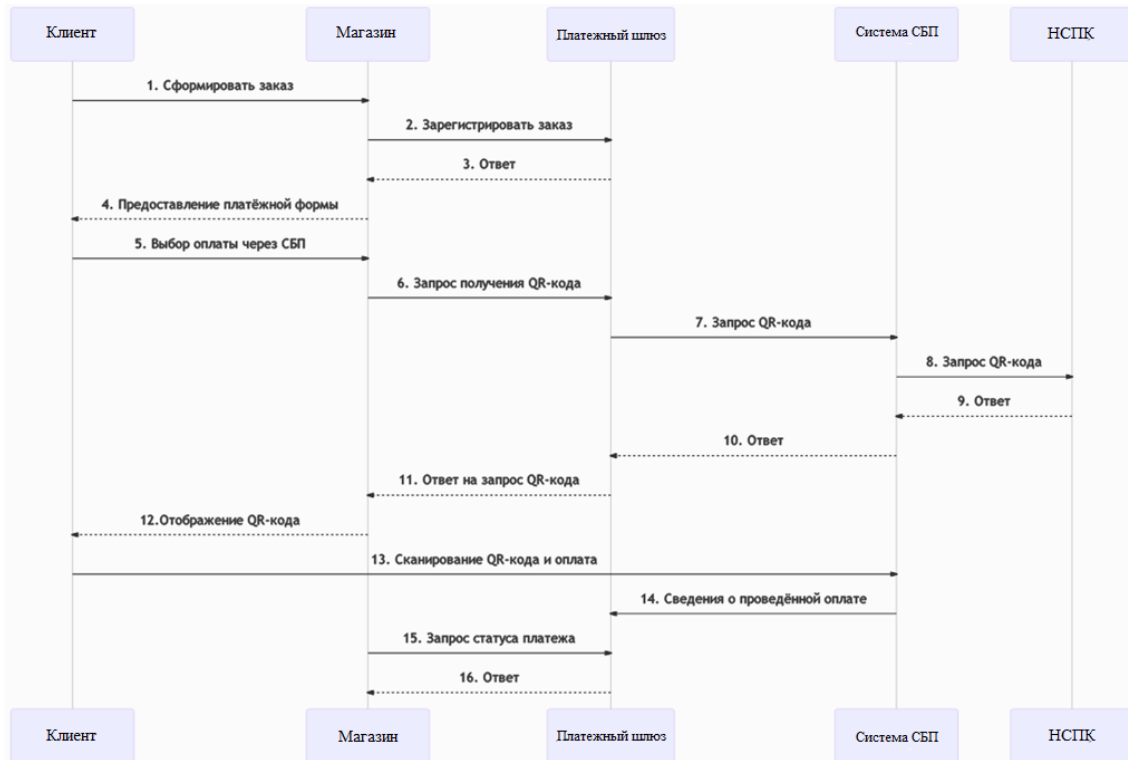 Клиент
Магазин
Платежный шлюз
Система СБП
НСПК
1. Сформировать заказ
2. Зарегистрировать заказ
3. Ответ
4. Предоставление платёжной формы
5. Выбор оплаты через СБП
6. Запрос получения QR-кода
7. Запрос QR-кода
8. Запрос QR-кода
9. Ответ
10. Ответ
11. Ответ на запрос QR-кода
12.Отображение QR-кода
13. Сканирование QR-кода и оплата
14. Сведения о проведённой оплате
15. Запрос статуса платежа
16. Ответ
Клиент
Магазин
Платежный шлюз
Система СБП
НСПК